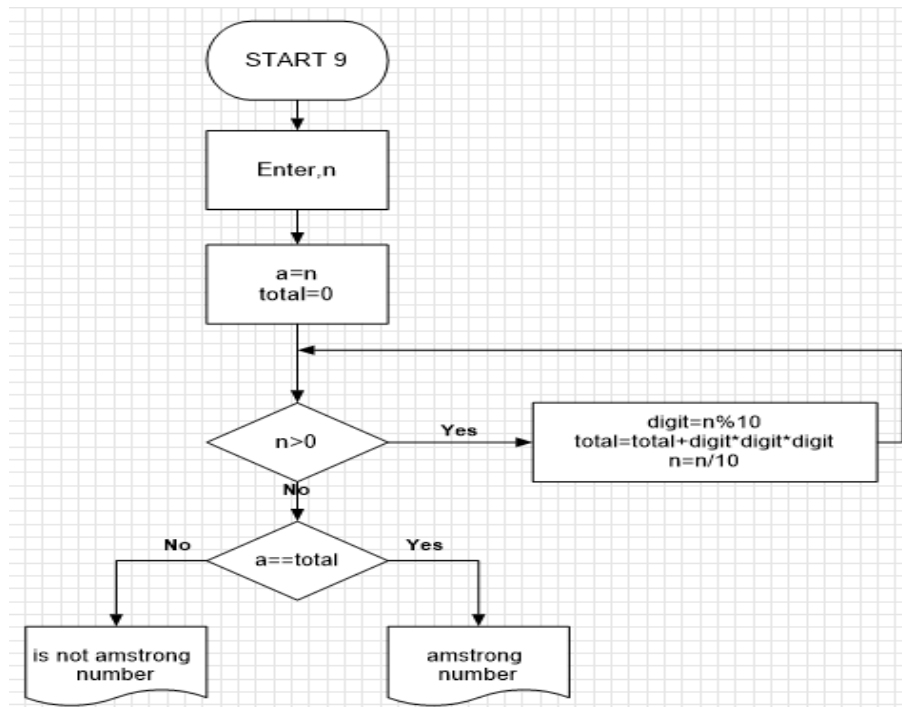 START 9
Enter,n
a=n
total=0
n>0
Yes
digit=n%10
total=total+digit*digit*digit
n=n/10
No
a==total
No
Yes
is not amstrong
number
amstrong
number